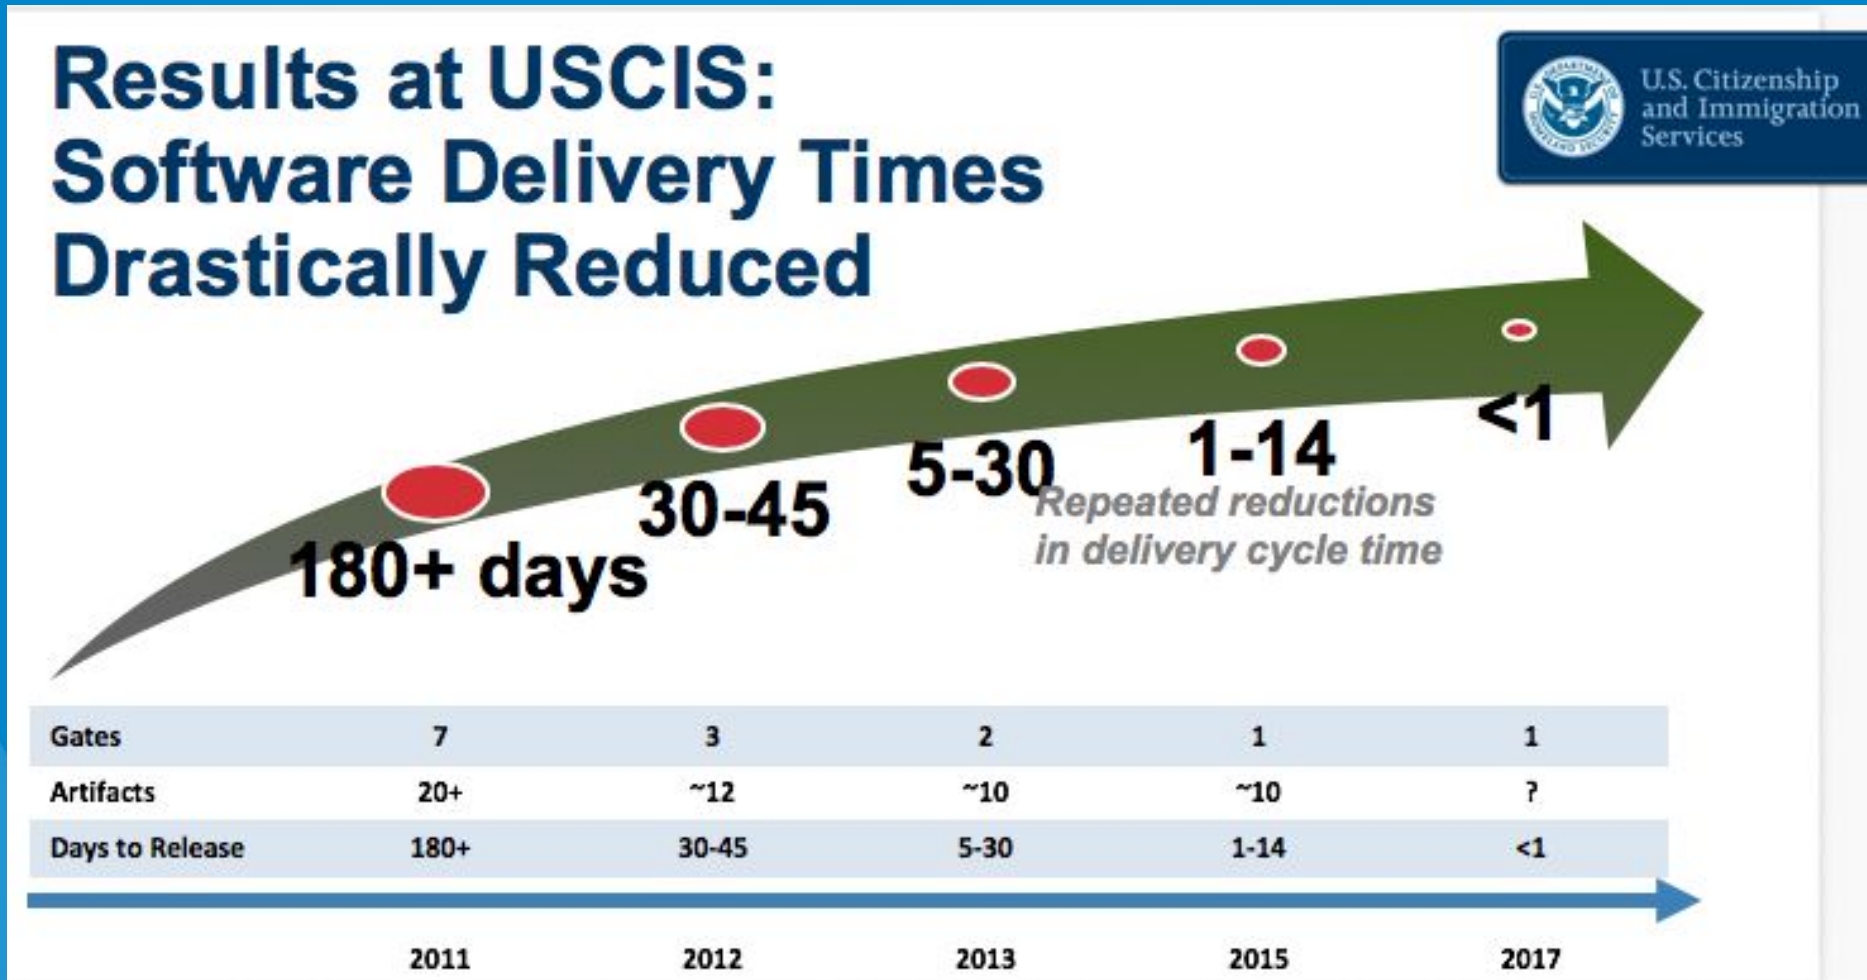 Results at USCIS:
Software Delivery Times
Drastically Reduced
U.S. Citizenship
and Immigration
Services
180+ days
30-45
5-30
1-14
<1
Repeated reductions
in delivery cycle time
Gates 7 3 2 1 1
Artifacts 20+ ~12 ~10 ~10 ?
Days to Release 180+ 30-45 5-30 1-14 <1
2011 2012 2013 2015 2017